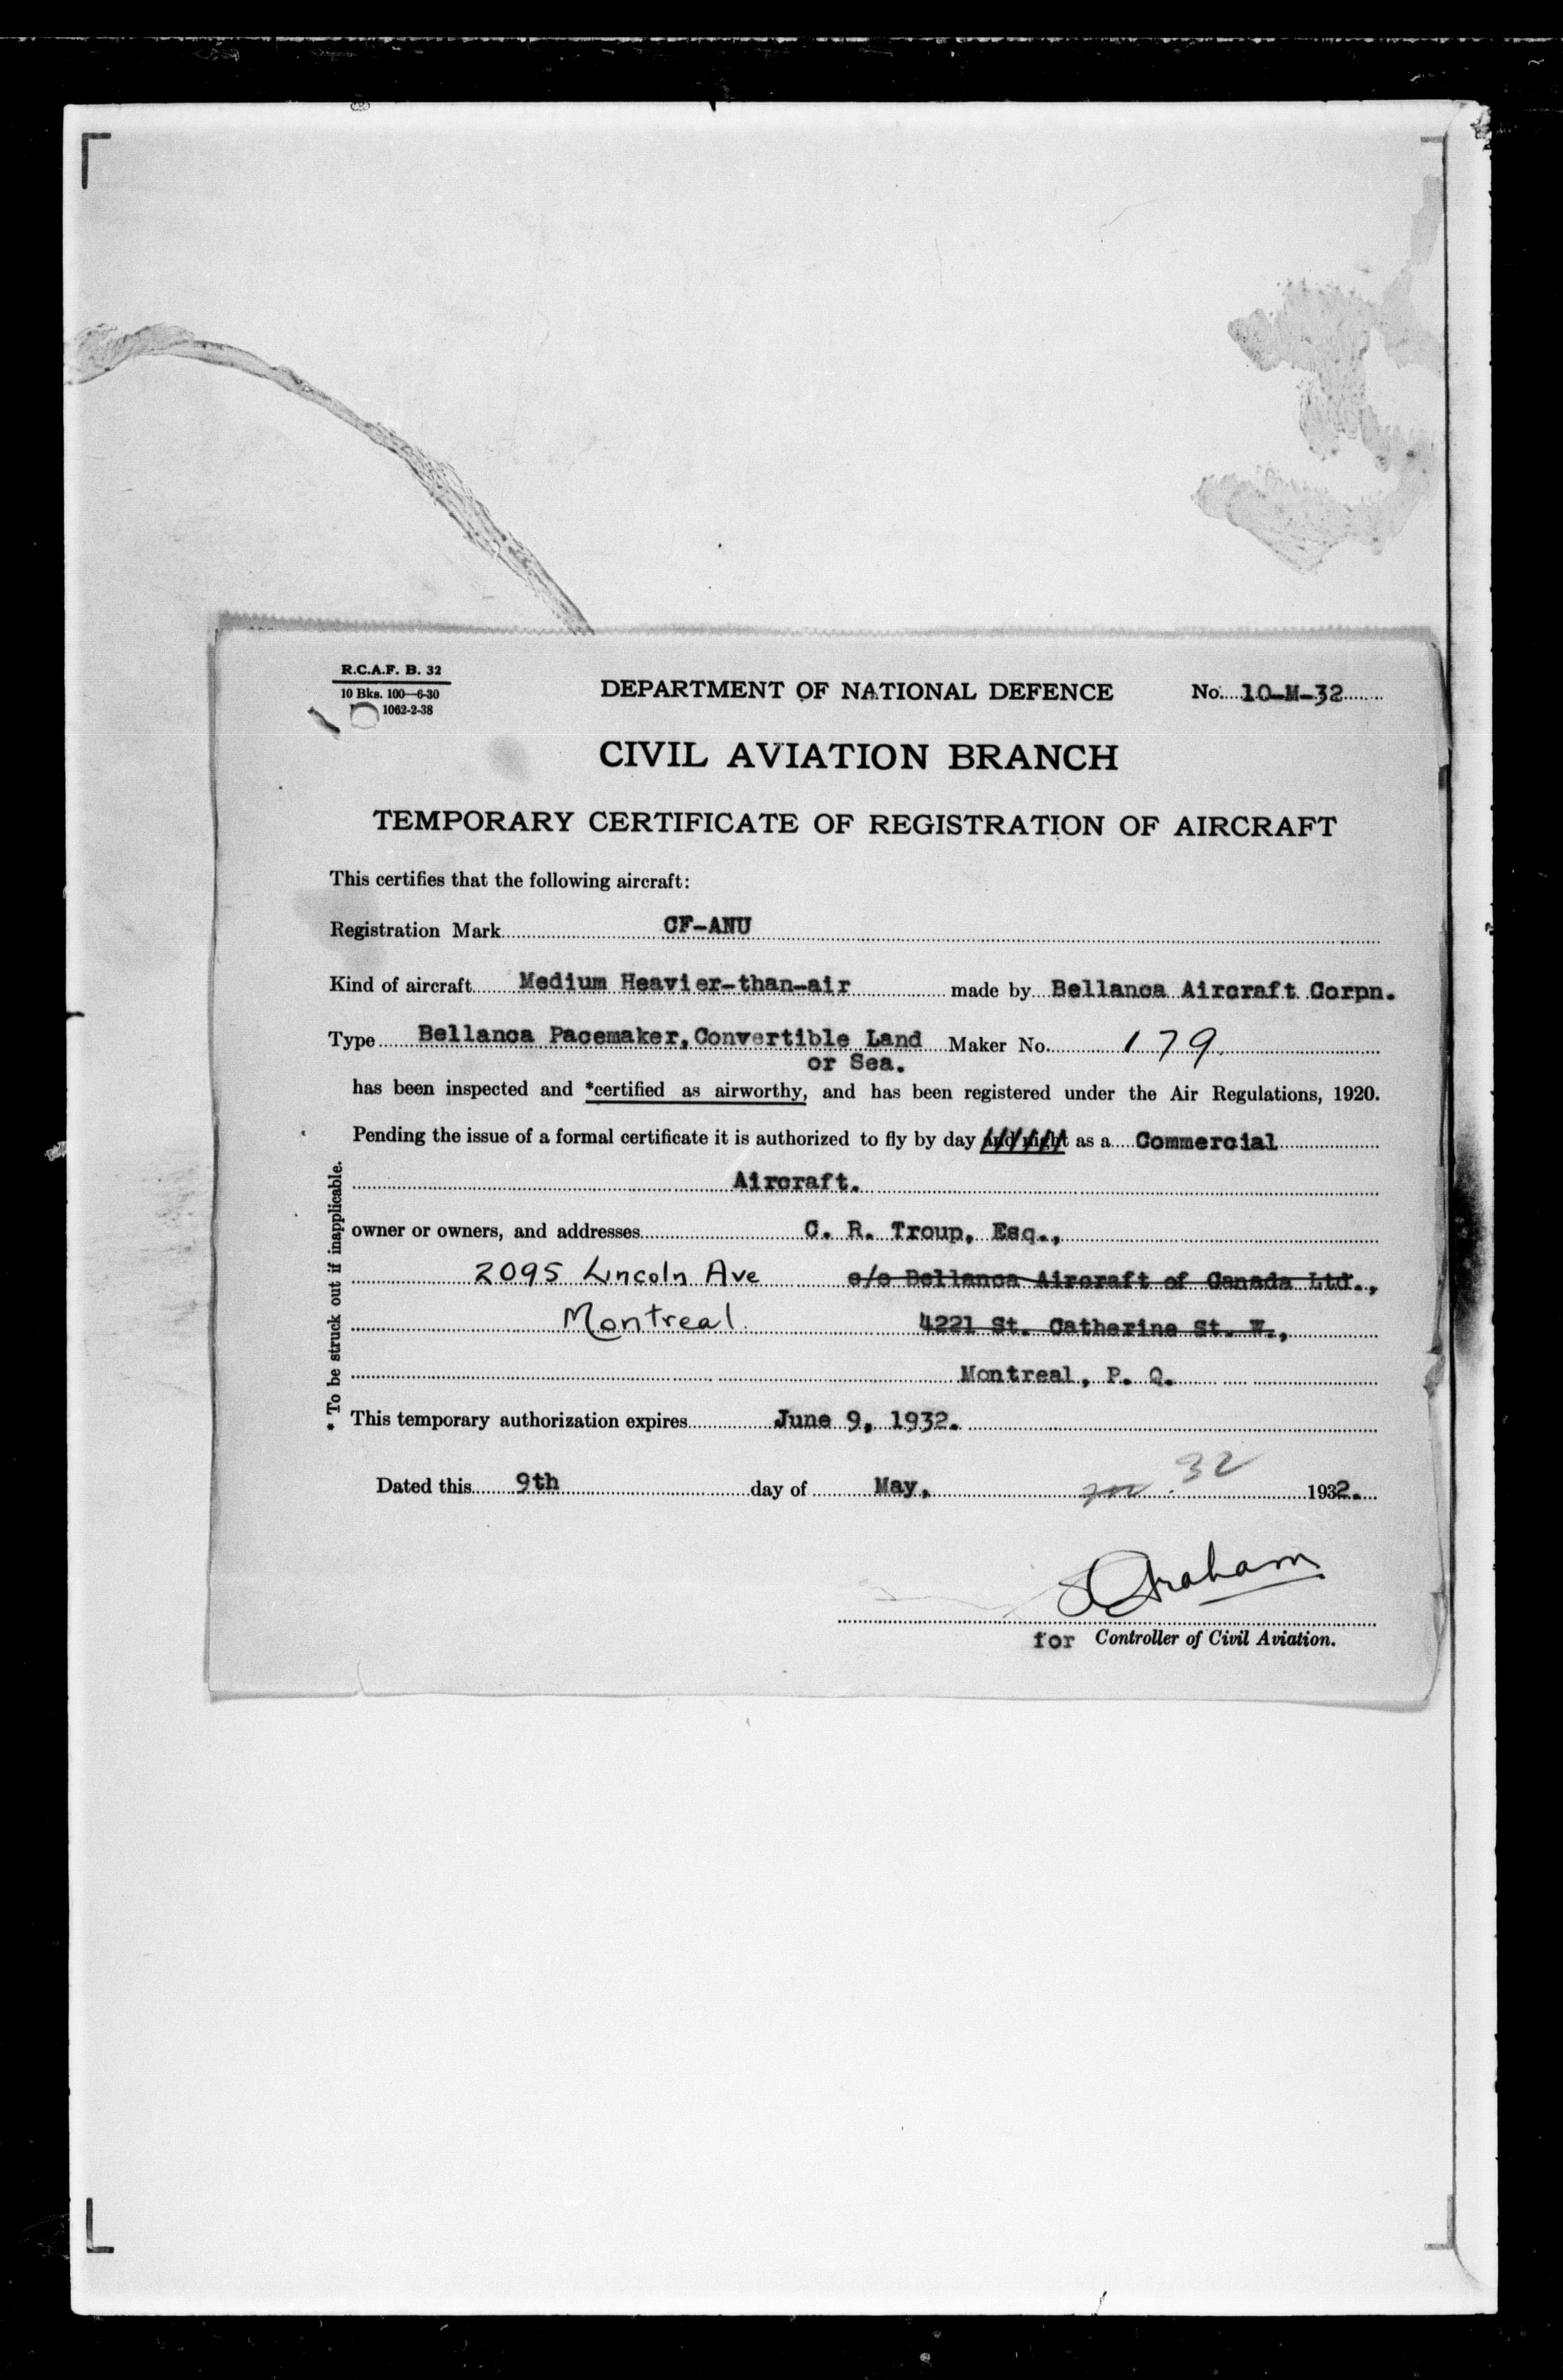 R.C.A.F. B. 32
10 Bks. 100—6-30
1062-2-38
DEPARTMENT OF NATIONAL DEFENCE
No. 10-M-32
CIVIL AVIATION BRANCH
TEMPORARY CERTIFICATE OF REGISTRATION OF AIRCRAFT
This certifies that the following aircraft:
Registration Mark CF-ANU
Kind of aircraft Medium Heavier-than-air made by Bellanca Aircraft Corpn.
Type Bellanca Pacemaker, Convertible Land Maker No. 179
or Sea.
has been inspected and *certified as airworthy, and has been registered under the Air Regulations, 1920.
Pending the issue of a formal certificate it is authorized to fly by day and night as a Commercial
Aircraft.
owner or owners, and addresses C. R. Troup, Esq.,
2095 Lincoln Ave c/o Bellanca Aircraft of Canada Ltd.,
Montreal 4221 St. Catherine St. W.,
Montreal, P. Q.
* To be struck out if inapplicable.
This temporary authorization expires June 9, 1932.
32
Dated this 9th day of May, 1932.
Graham
for Controller of Civil Aviation.